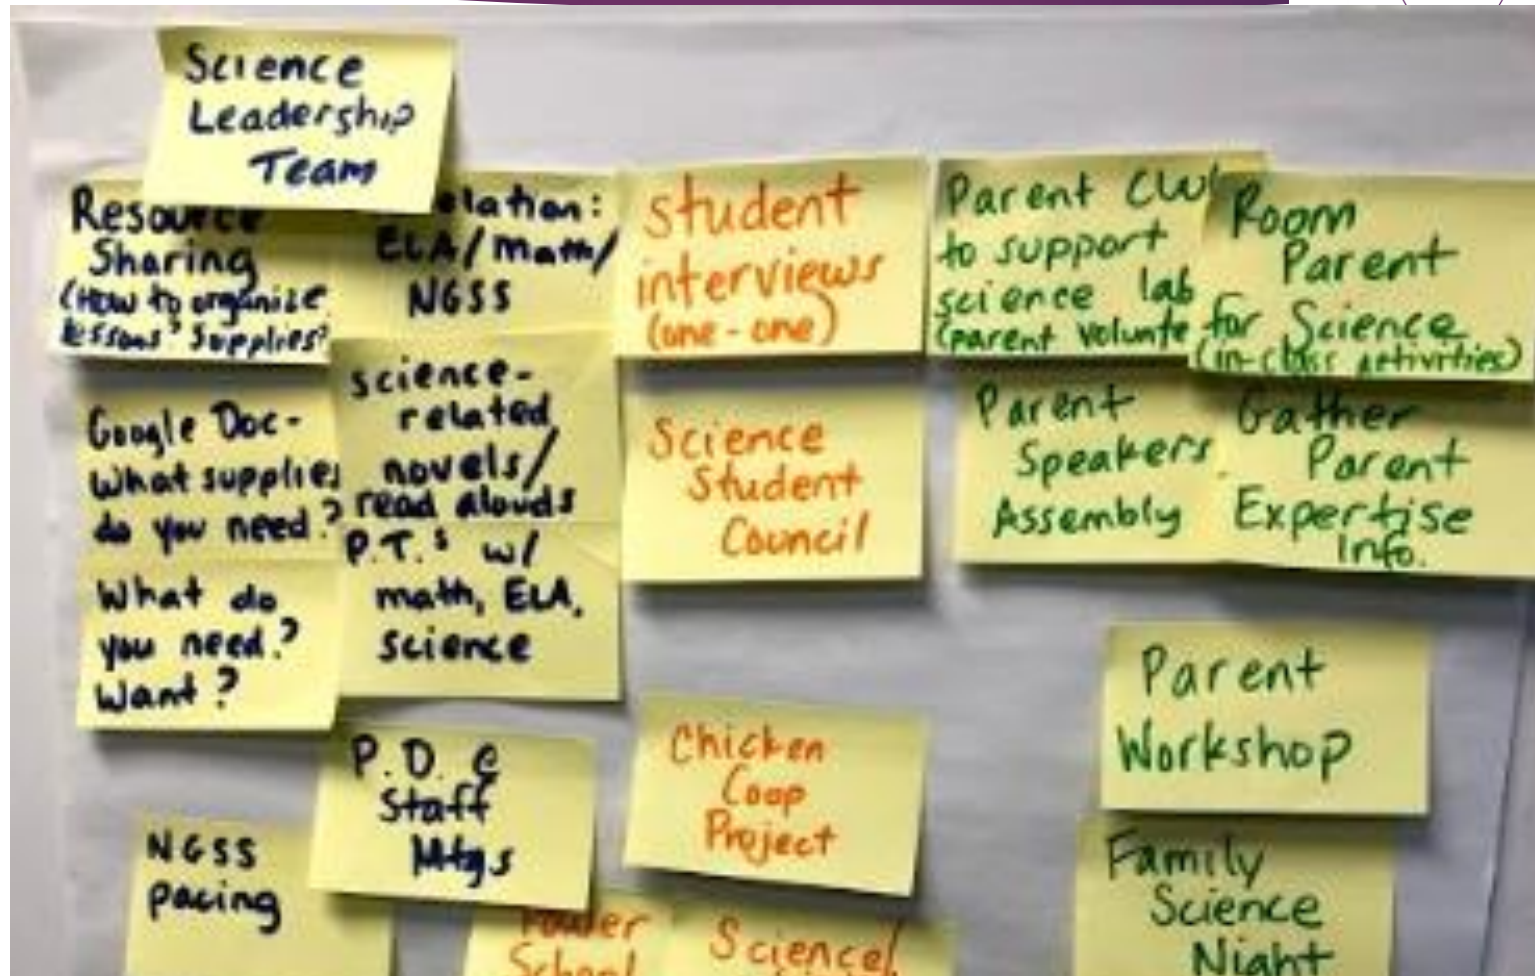 Science
Leadership
Team
Resource
Sharing
(How to organize
lessons? Supplies?
elation:
ELA/Math/
NGSS
Student
interviews
(one-one)
Parent Clu
to support
science lab
(parent volunte
Room
Parent
for Science
(in-class activities)
Google Doc-
What supplies
do you need?
science-
related
novels/
read alouds
Science
Student
Council
Parent
Speakers
Assembly
Gather
Parent
Expertise
Info.
What do
you need?
Want?
P.T.s w/
math, ELA,
science
Parent
Workshop
P.D. @
Staff
Mtgs
Chicken
Coop
Project
NGSS
pacing
School
Science/
Family
Science
Night